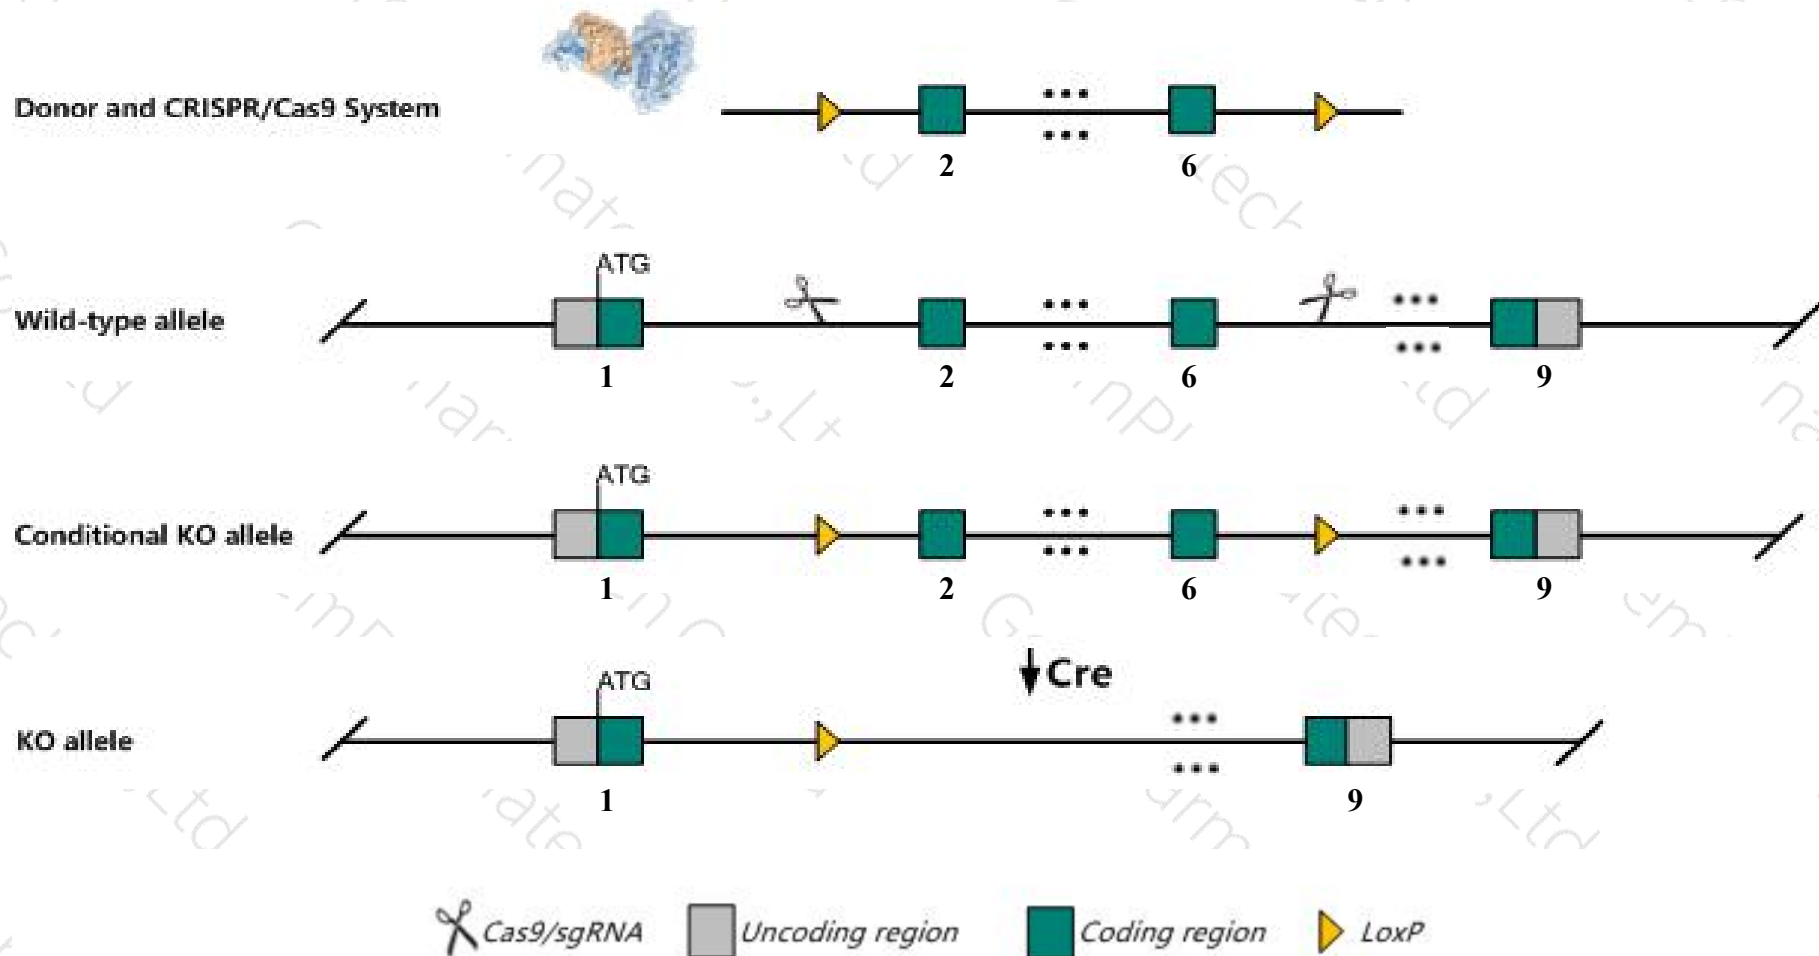 Donor and CRISPR/Cas9 System
2 6
ATG
Wild-type allele
1 2 6 9
ATG
Conditional KO allele
1 2 6 9
Cre
ATG
KO allele
1 9
Cas9/sgRNA Uncoding region Coding region LoxP